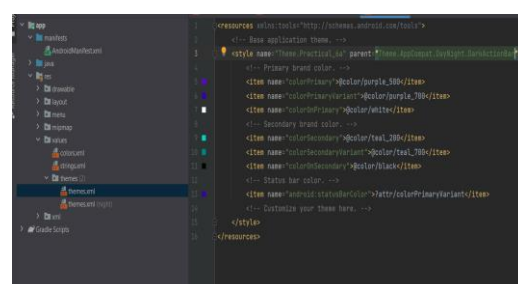 app
manifests
AndroidManifest.xml
java
res
drawable
layout
menu
mipmap
values
colors.xml
strings.xml
themes (2)
themes.xml
themes.xml (night)
xml
Gradle Scripts
<resources xmlns:tools="http://schemas.android.com/tools">
<!-- Base application theme. -->
<style name="Theme.Practical_6a" parent="Theme.AppCompat.DayNight.DarkActionBar"
<!-- Primary brand color. -->
<item name="colorPrimary">@color/purple_500</item>
<item name="colorPrimaryVariant">@color/purple_700</item>
<item name="colorOnPrimary">@color/white</item>
<!-- Secondary brand color. -->
<item name="colorSecondary">@color/teal_200</item>
<item name="colorSecondaryVariant">@color/teal_700</item>
<item name="colorOnSecondary">@color/black</item>
<!-- Status bar color. -->
<item name="android:statusBarColor">?attr/colorPrimaryVariant</item>
<!-- Customize your theme here. -->
</style>
</resources>